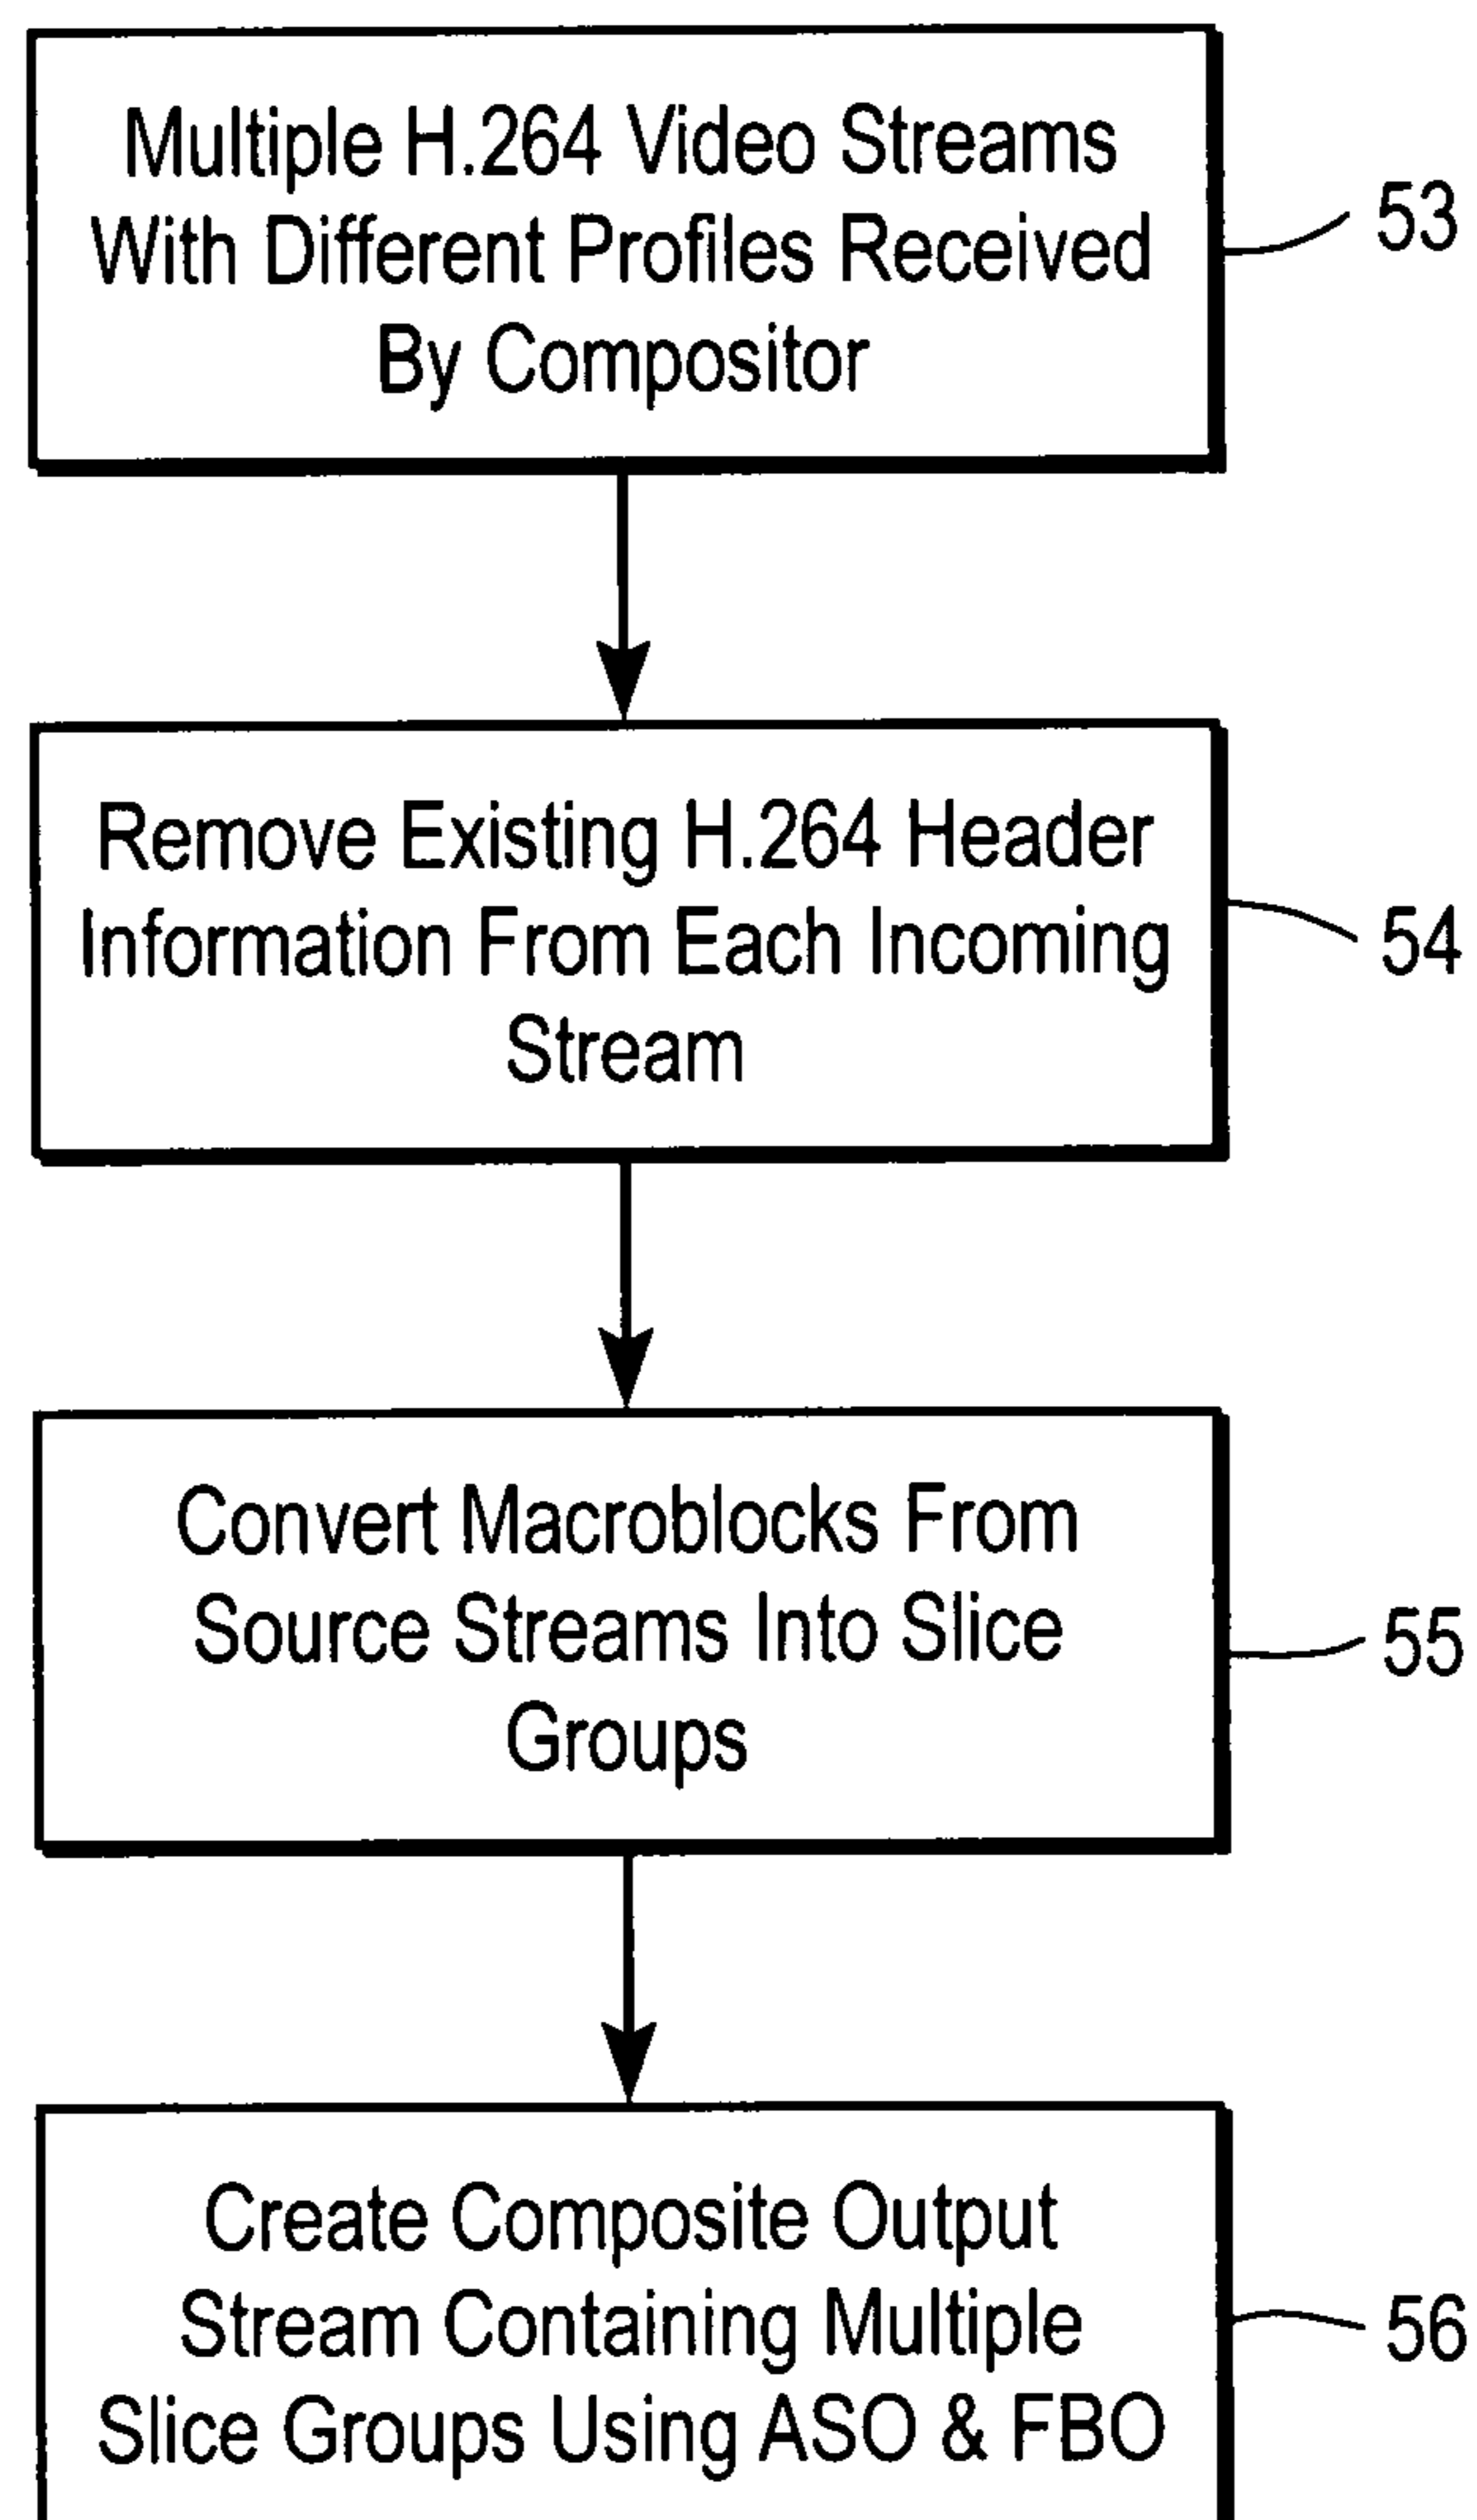 Multiple H.264 Video Streams
With Different Profiles Received
By Compositor
53
Remove Existing H.264 Header
Information From Each Incoming
Stream
54
Convert Macroblocks From
Source Streams Into Slice
Groups
55
Create Composite Output
Stream Containing Multiple
Slice Groups Using ASO & FBO
56